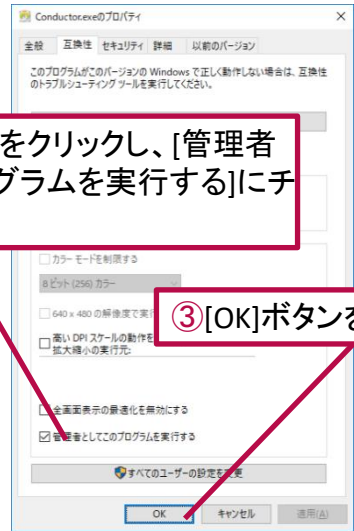 Conductor.exeのプロパティ
全般 互換性 セキュリティ 詳細 以前のバージョン
このプログラムがこのバージョンの Windows で正しく動作しない場合は、互換性
のトラブルシューティング ツールを実行してください。
をクリックし、[管理者
グラムを実行する]にチ
カラー モードを制限する
8 ビット (256) カラー
640 x 480 の解像度で実行
③[OK]ボタンを
高い DPI スケールの動作を
拡大縮小の実行元:
全画面表示の最適化を無効にする
管理者としてこのプログラムを実行する
すべてのユーザーの設定を変更
OK キャンセル 適用(A)